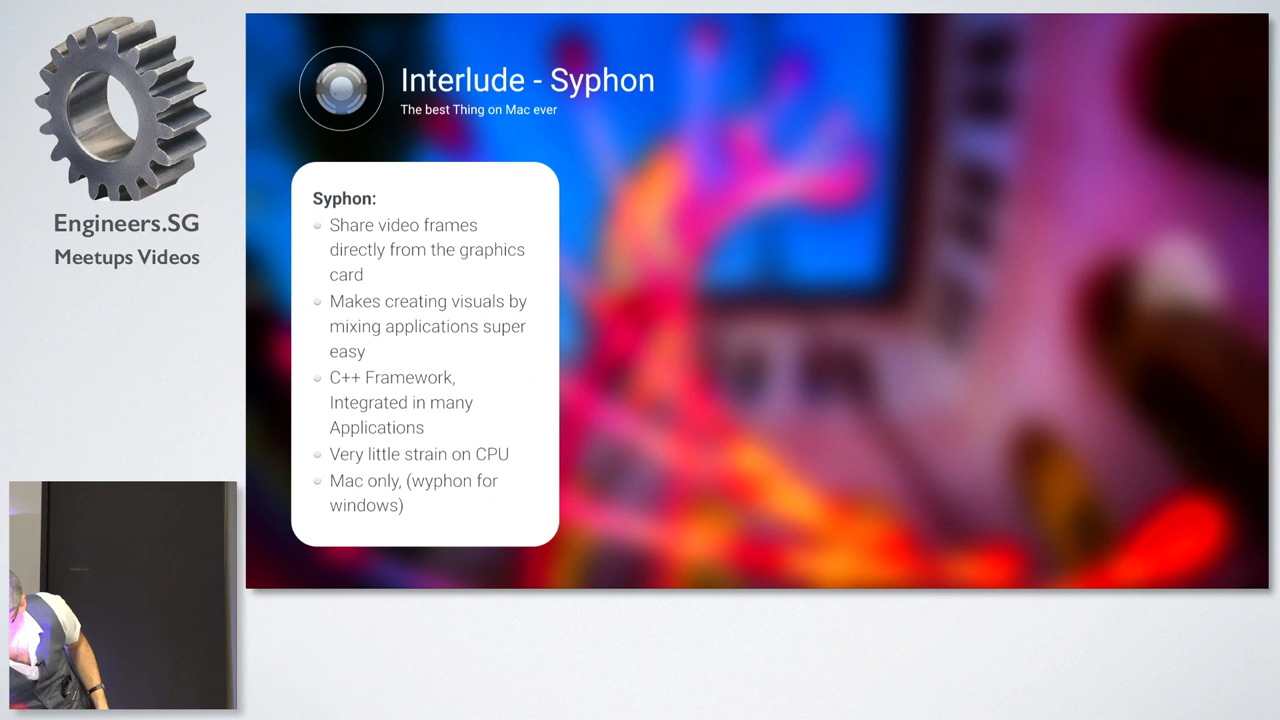 Engineers.SG
Meetups Videos
Interlude - Syphon
The best Thing on Mac ever
Syphon:
Share video frames
directly from the graphics
card
Makes creating visuals by
mixing applications super
easy
C++ Framework,
Integrated in many
Applications
Very little strain on CPU
Mac only, (wyphon for
windows)